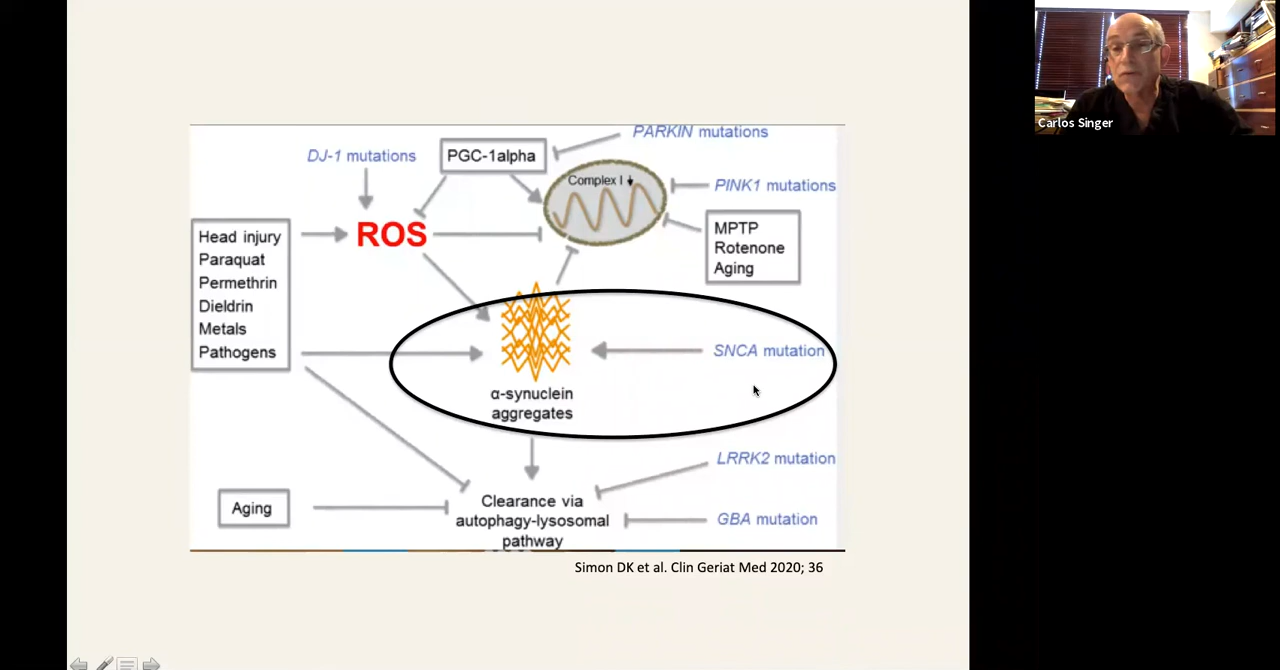 Carlos Singer
PARKIN mutations
DJ-1 mutations
PGC-1alpha
Complex I ↓
PINK1 mutations
ROS
Head injury
Paraquat
Permethrin
Dieldrin
Metals
Pathogens
MPTP
Rotenone
Aging
SNCA mutation
α-synuclein
aggregates
LRRK2 mutation
Aging
Clearance via
autophagy-lysosomal
pathway
GBA mutation
Simon DK et al. Clin Geriat Med 2020; 36